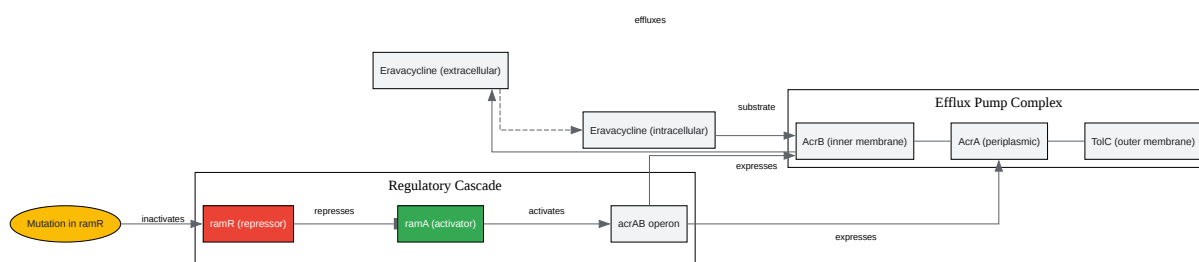 effluxes
Eravacycline (extracellular)
Efflux Pump Complex
substrate
Eravacycline (intracellular)
AcrB (inner membrane)
AcrA (periplasmic)
TolC (outer membrane)
expresses
Regulatory Cascade
Mutation in ramR
inactivates
ramR (repressor)
represses
ramA (activator)
activates
acrAB operon
expresses